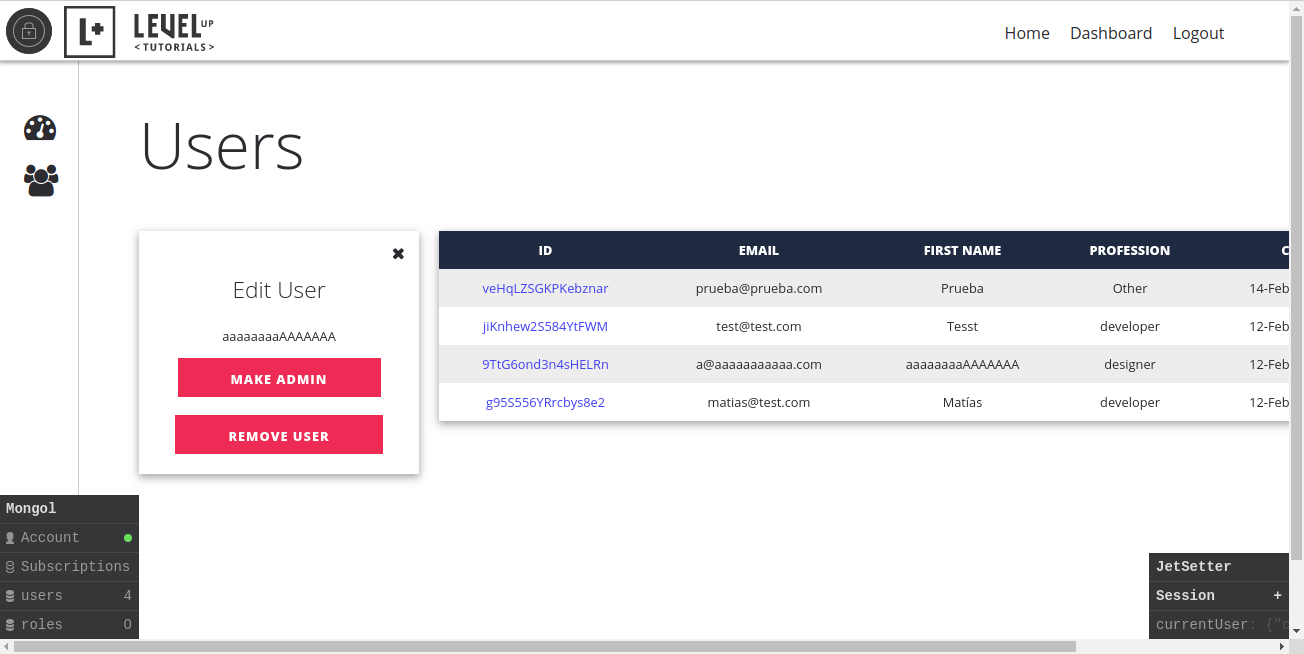 L+
LEVEL UP
<TUTORIALS>
Home Dashboard Logout
Users
Edit User
aaaaaaaaAAAAAAA
MAKE ADMIN
REMOVE USER
ID EMAIL FIRST NAME PROFESSION C
veHqLZSGKPKebznar prueba@prueba.com Prueba Other 14-Feb
jiKnhew2S584YtFWM test@test.com Tesst developer 12-Feb
9TtG6ond3n4sHELRn a@aaaaaaaaaaa.com aaaaaaaaAAAAAAA designer 12-Feb
g95S556YRrcbys8e2 matias@test.com Matías developer 12-Feb
Mongol
Account
Subscriptions
users 4
roles 0
JetSetter
Session +
currentUser: {"c